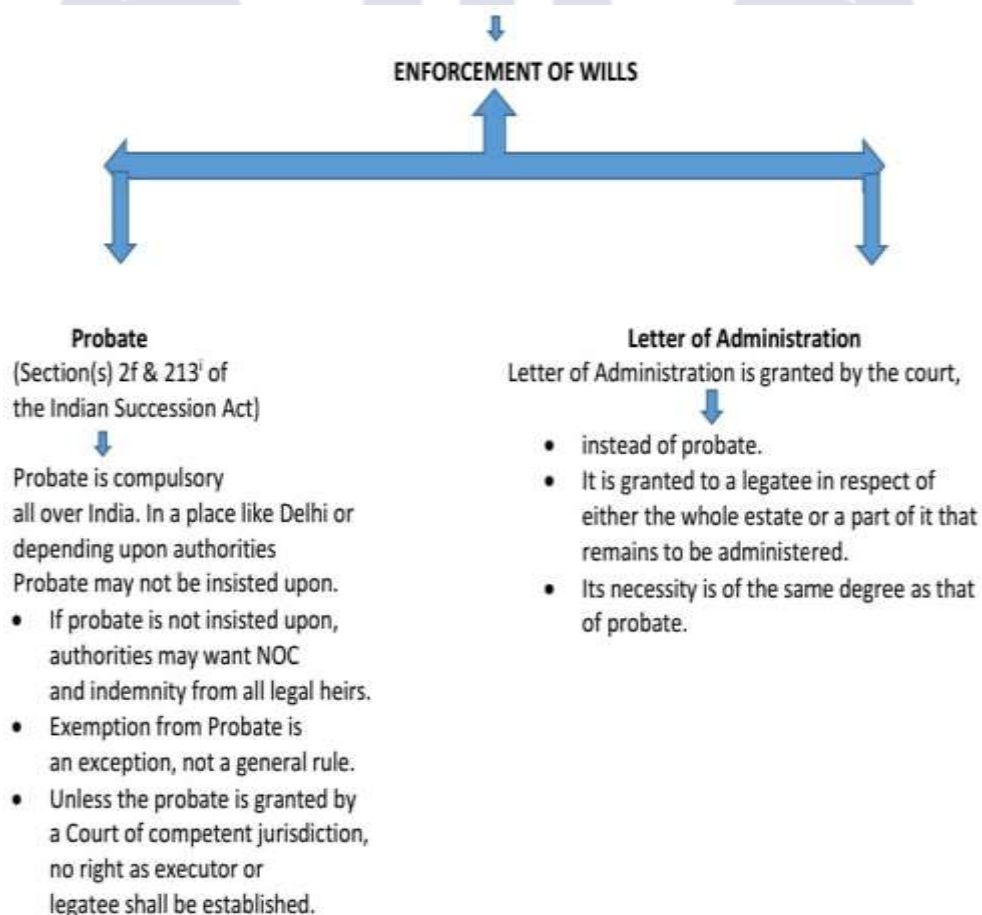 ENFORCEMENT OF WILLS
Probate
(Section(s) 2f & 213ⁱ of
the Indian Succession Act)
Probate is compulsory
all over India. In a place like Delhi or
depending upon authorities
Probate may not be insisted upon.
• If probate is not insisted upon,
authorities may want NOC
and indemnity from all legal heirs.
• Exemption from Probate is
an exception, not a general rule.
• Unless the probate is granted by
a Court of competent jurisdiction,
no right as executor or
legatee shall be established.
Letter of Administration
Letter of Administration is granted by the court,
• instead of probate.
• It is granted to a legatee in respect of
either the whole estate or a part of it that
remains to be administered.
• Its necessity is of the same degree as that
of probate.